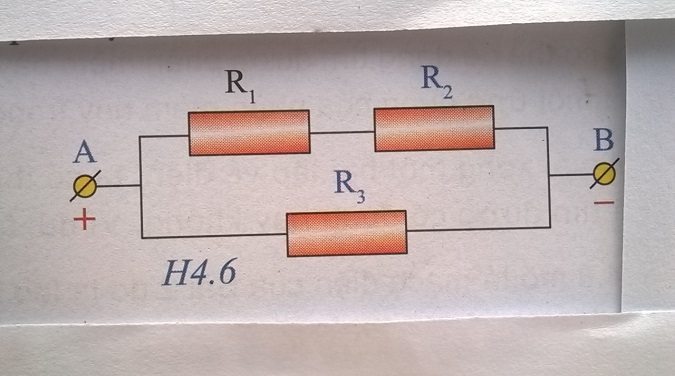 R₁
R₂
A
B
R₃
+
−
H4.6